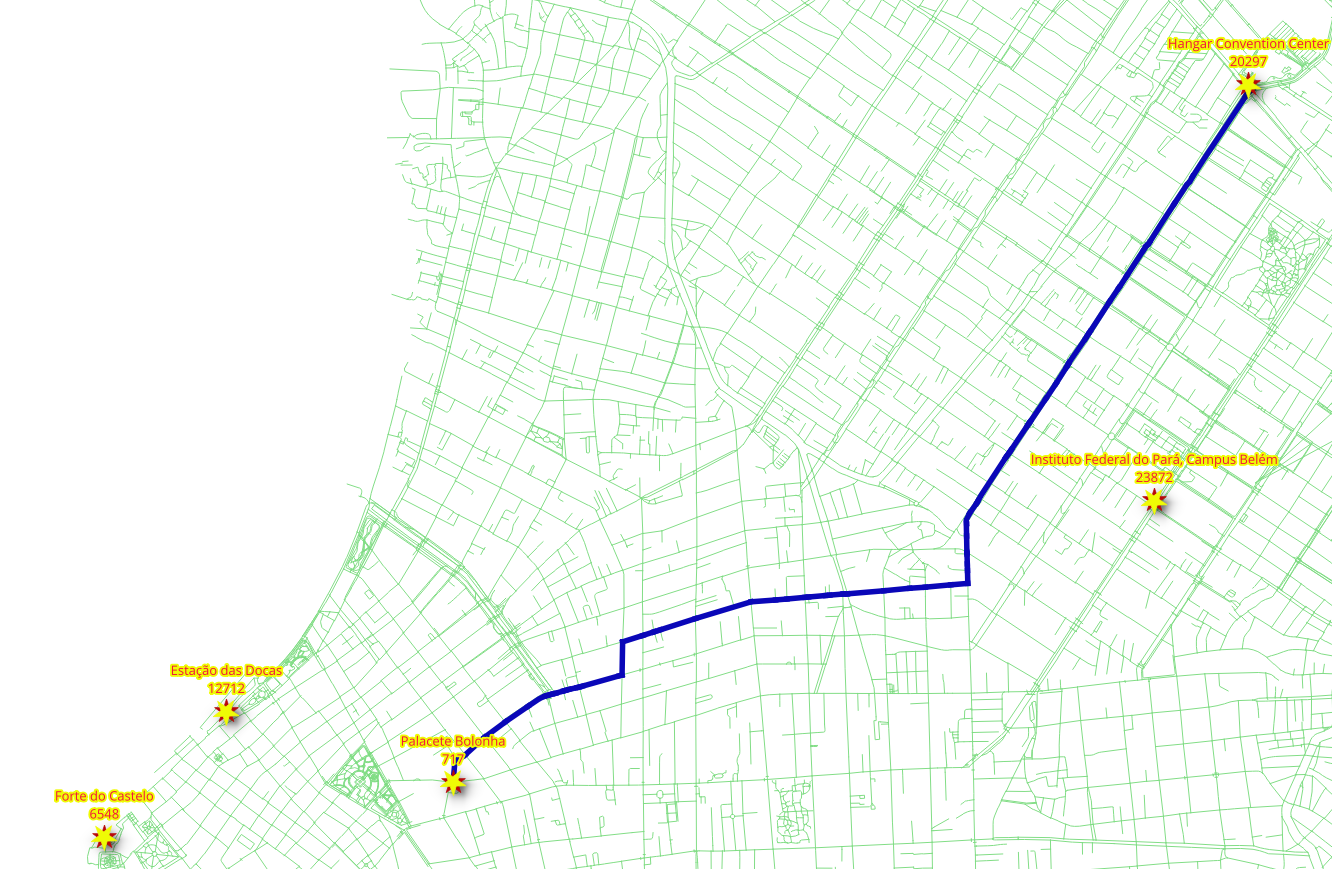 Hangar Convention Center
20297
Instituto Federal do Pará, Campus Belém
23872
Estação das Docas
12712
Palacete Bolonha
717
Forte do Castelo
6548